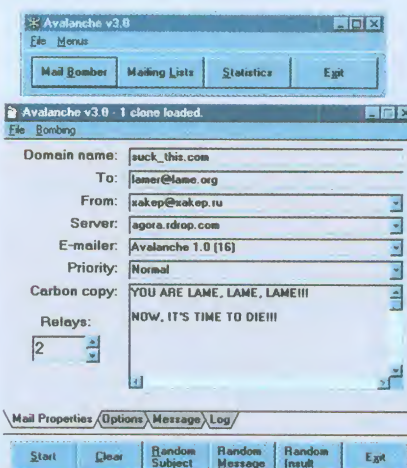 Avalanche v3.0
File Menus
Mail Bomber Mailing Lists Statistics Exit
Avalanche v3.0 - 1 clone loaded.
File Bombing
Domain name: suck_this.com
To: lamer@lame.org
From: xakep@xakep.ru
Server: agora.rdrop.com
E-mailer: Avalanche 1.0 (16)
Priority: Normal
Carbon copy: YOU ARE LAME, LAME, LAME!!!
NOW, IT'S TIME TO DIE!!!
Relays:
2
Mail Properties Options Message Log
Start Clear Random Subject Random Message Random Insult Exit